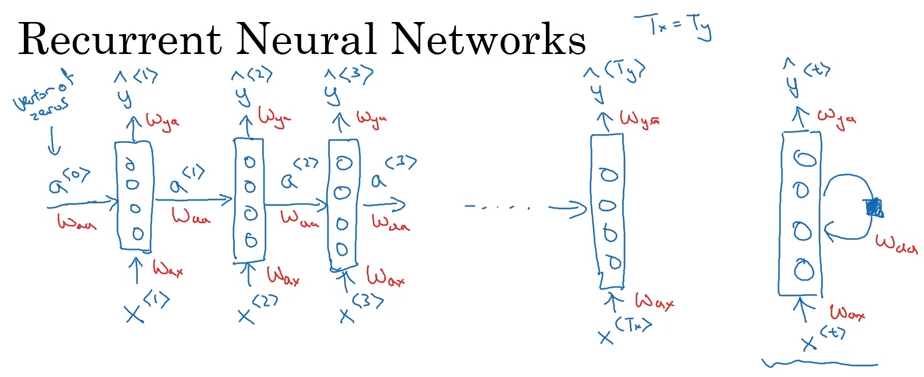 Recurrent Neural Networks
Tx = Ty
vector of
zeros
ŷ<1> ŷ<2> ŷ<3> ŷ<Ty> ŷ<t>
Wya Wya Wya Wya Wya
a<0> a<1> a<2> a<3> .....
Waa Waa Waa Waa Waa
Wax Wax Wax Wax Wax
x<1> x<2> x<3> x<Tx> x<t>